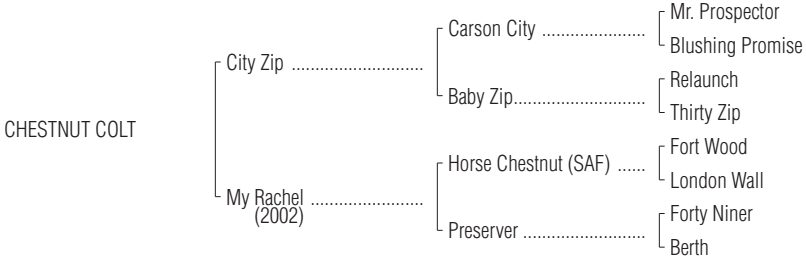 Mr. Prospector
Carson City ......................
Blushing Promise
City Zip ............................
Relaunch
Baby Zip............................
Thirty Zip
CHESTNUT COLT
Fort Wood
Horse Chestnut (SAF) ......
London Wall
My Rachel ........................
(2002)
Forty Niner
Preserver ..........................
Berth